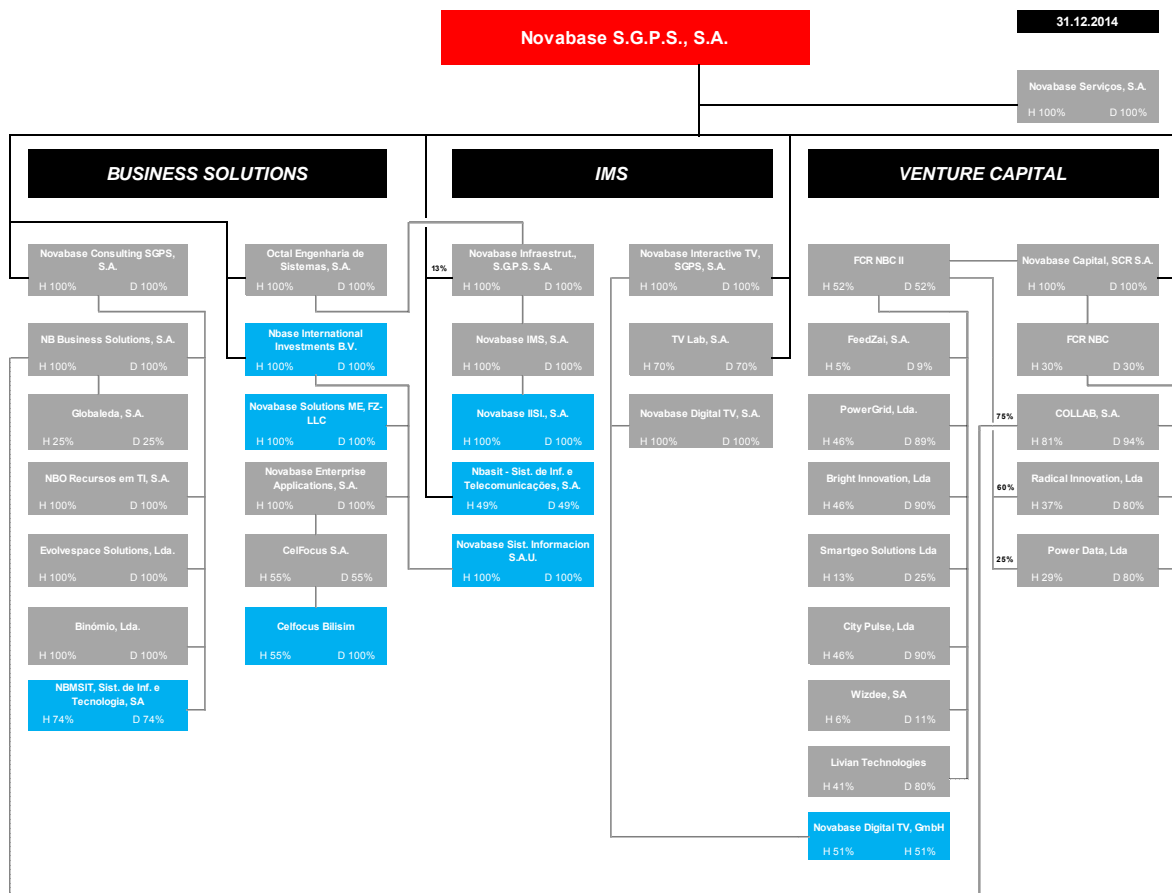 Novabase S.G.P.S., S.A.
31.12.2014
Novabase Serviços, S.A.
H 100% D 100%
BUSINESS SOLUTIONS
IMS
VENTURE CAPITAL
Novabase Consulting SGPS,
S.A.
H 100% D 100%
NB Business Solutions, S.A.
H 100% D 100%
Globaleda, S.A.
H 25% D 25%
NBO Recursos em TI, S.A.
H 100% D 100%
Evolvespace Solutions, Lda.
H 100% D 100%
Binómio, Lda.
H 100% D 100%
NBMSIT, Sist. de Inf. e
Tecnologia, SA
H 74% D 74%
Octal Engenharia de
Sistemas, S.A.
H 100% D 100%
Nbase International
Investments B.V.
H 100% D 100%
Novabase Solutions ME, FZ-
LLC
H 100% D 100%
Novabase Enterprise
Applications, S.A.
H 100% D 100%
CelFocus S.A.
H 55% D 55%
Celfocus Bilisim
H 55% D 100%
13%
Novabase Infraestrut.,
S.G.P.S. S.A.
H 100% D 100%
Novabase IMS, S.A.
H 100% D 100%
Novabase IISI., S.A.
H 100% D 100%
Nbasit - Sist. de Inf. e
Telecomunicações, S.A.
H 49% D 49%
Novabase Sist. Informacion
S.A.U.
H 100% D 100%
Novabase Interactive TV,
SGPS, S.A.
H 100% D 100%
TV Lab, S.A.
H 70% D 70%
Novabase Digital TV, S.A.
H 100% D 100%
FCR NBC II
H 52% D 52%
FeedZai, S.A.
H 5% D 9%
PowerGrid, Lda.
H 46% D 89%
Bright Innovation, Lda
H 46% D 90%
Smartgeo Solutions Lda
H 13% D 25%
City Pulse, Lda
H 46% D 90%
Wizdee, SA
H 6% D 11%
Livian Technologies
H 41% D 80%
Novabase Digital TV, GmbH
H 51% H 51%
Novabase Capital, SCR S.A.
H 100% D 100%
FCR NBC
H 30% D 30%
75%
COLLAB, S.A.
H 81% D 94%
60%
Radical Innovation, Lda
H 37% D 80%
25%
Power Data, Lda
H 29% D 80%